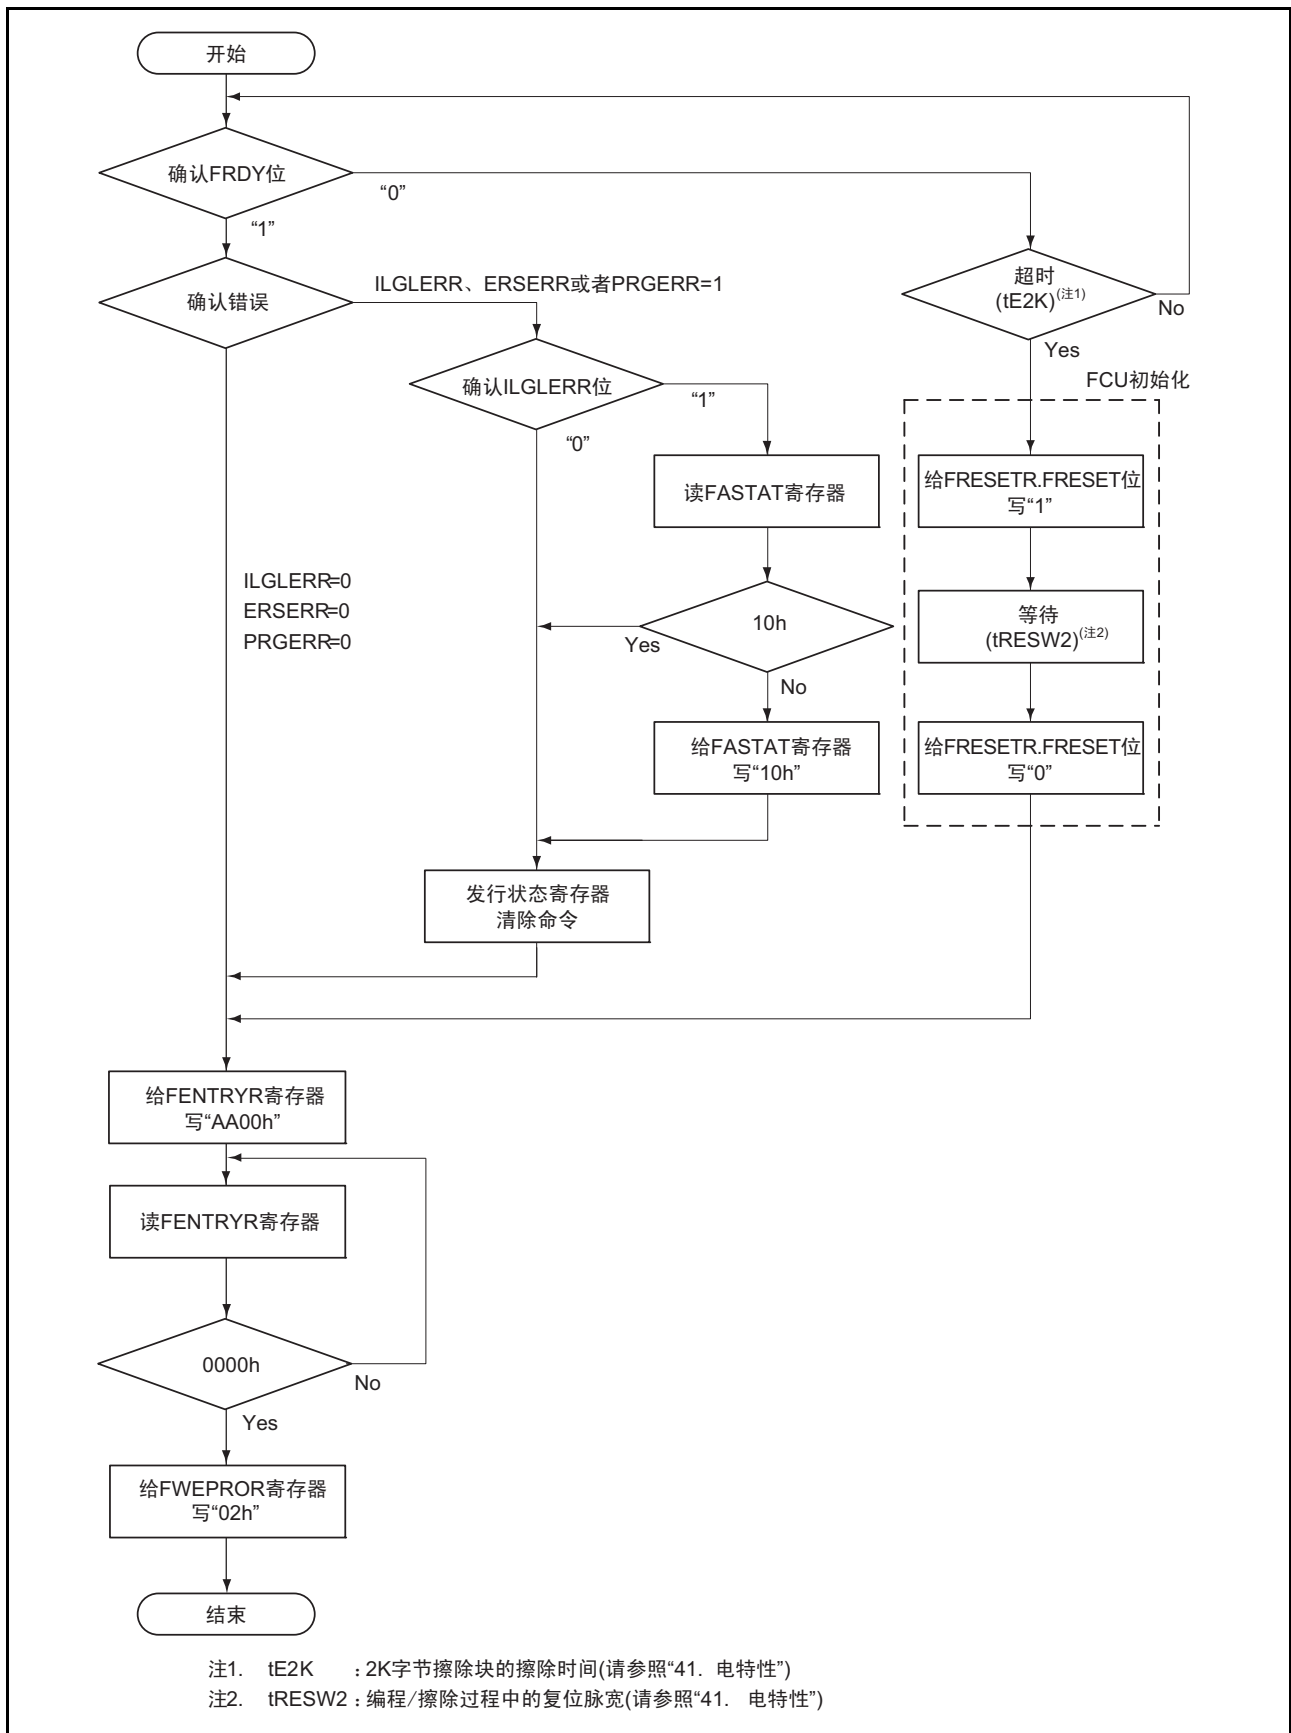 开始
确认FRDY位
“0”
“1”
确认错误
ILGLERR、ERSERR或者PRGERR=1
超时
(tE2K)(注1)
No
Yes
FCU初始化
确认ILGLERR位
“1”
“0”
读FASTAT寄存器
给FRESETR.FRESET位
写“1”
ILGLERR=0
ERSERR=0
PRGERR=0
10h
Yes
No
等待
(tRESW2)(注2)
给FASTAT寄存器
写“10h”
给FRESETR.FRESET位
写“0”
发行状态寄存器
清除命令
给FENTRYR寄存器
写“AA00h”
读FENTRYR寄存器
0000h
No
Yes
给FWEPROR寄存器
写“02h”
结束
注1. tE2K :2K字节擦除块的擦除时间(请参照“41. 电特性”)
注2. tRESW2 :编程/擦除过程中的复位脉宽(请参照“41. 电特性”)